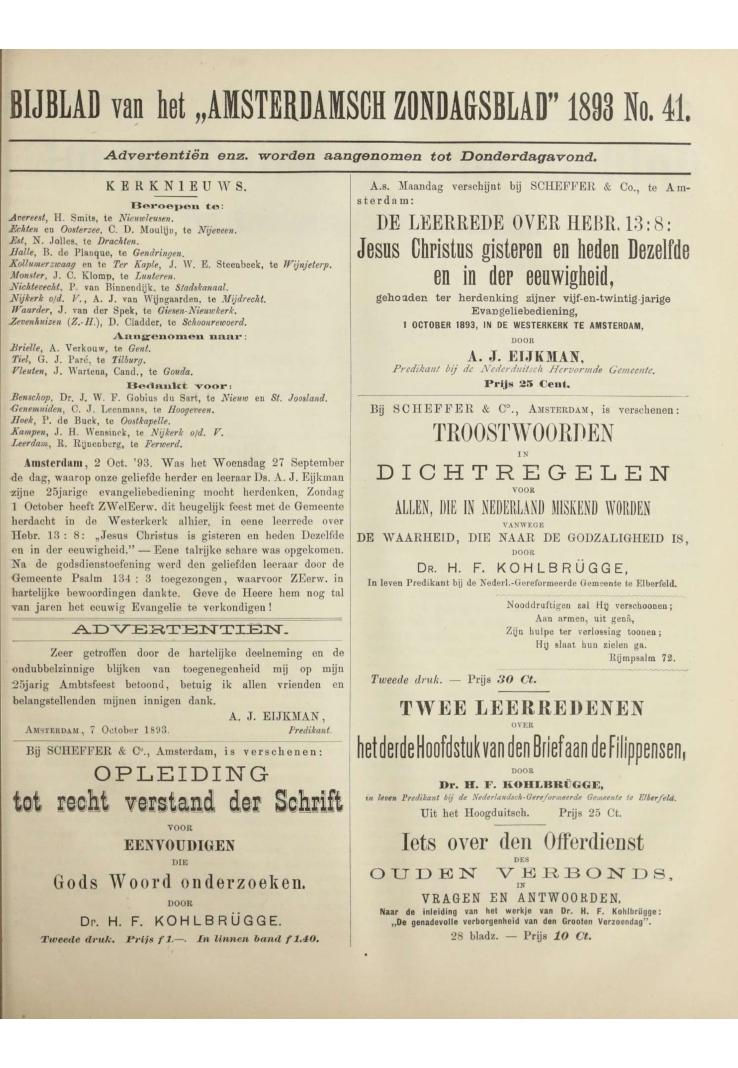 BIJBLAD van het „AMSTERDAMSCH ZONDAGSBLAD” 1893 No. 41.
Advertentiën enz. worden aangenomen tot Donderdagavond.
KERKNIEUWS.
Beroepen te:
Avereest, H. Smits, te Nieuwleusen.
Echten en Oosterzee, C. D. Moulijn, te Nijeveen.
Est, N. Jolles, te Drachten.
Halle, B. de Planque, te Gendringen.
Kollumerzwaag en te Ter Kaple, J. W. E. Steenbeek, te Wijnjeterp.
Monster, J. C. Klomp, te Lunteren.
Nichtevecht, P. van Binnendijk, te Stadskanaal.
Nijkerk o/d. V., A. J. van Wijngaarden, te Mijdrecht.
Waarder, J. van der Spek, te Giesen-Nieuwkerk.
Zevenhuizen (Z.-H.), D. Cladder, te Schoonrewoerd.
Aangenomen naar:
Brielle, A. Verkouw, te Gent.
Tiel, G. J. Paré, te Tilburg.
Vleuten, J. Wartena, Cand., te Gouda.
Bedankt voor:
Benschop, Dr. J. W. F. Gobius du Sart, te Nieuw en St. Joosland.
Genemuiden, C. J. Leenmans, te Hoogeveen.
Hoek, P. de Buck, te Oostkapelle.
Kampen, J. H. Wensinck, te Nijkerk o/d. V.
Leerdam, R. Rijnenberg, te Ferwerd.
Amsterdam, 2 Oct. '93. Was het Woensdag 27 September
de dag, waarop onze geliefde herder en leeraar Ds. A. J. Eijkman
zijne 25jarige evangeliebediening mocht herdenken, Zondag
1 October heeft ZWelEerw. dit heugelijk feest met de Gemeente
herdacht in de Westerkerk alhier, in eene leerrede over
Hebr. 13 : 8: „Jesus Christus is gisteren en heden Dezelfde
en in der eeuwigheid.” — Eene talrijke schare was opgekomen.
Na de godsdienstoefening werd den geliefden leeraar door de
Gemeente Psalm 134 : 3 toegezongen, waarvoor ZEerw. in
hartelijke bewoordingen dankte. Geve de Heere hem nog tal
van jaren het eeuwig Evangelie te verkondigen!
ADVERTENTIËN.
Zeer getroffen door de hartelijke deelneming en de
ondubbelzinnige blijken van toegenegenheid mij op mijn
25jarig Ambtsfeest betoond, betuig ik allen vrienden en
belangstellenden mijnen innigen dank.
A. J. EIJKMAN,
AMSTERDAM, 7 October 1893. Predikant.
Bij SCHEFFER & Co., Amsterdam, is verschenen:
OPLEIDING
tot recht verstand der Schrift
VOOR
EENVOUDIGEN
DIE
Gods Woord onderzoeken.
DOOR
Dr. H. F. KOHLBRÜGGE.
Tweede druk. Prijs f 1.—. In linnen band f 1.40.
A.s. Maandag verschijnt bij SCHEFFER & Co., te Am-
sterdam:
DE LEERREDE OVER HEBR. 13:8:
Jesus Christus gisteren en heden Dezelfde
en in der eeuwigheid,
gehouden ter herdenking zijner vijf-en-twintig-jarige
Evangeliebediening,
1 OCTOBER 1893, IN DE WESTERKERK TE AMSTERDAM,
DOOR
A. J. EIJKMAN,
Predikant bij de Nederduitsch Hervormde Gemeente.
Prijs 25 Cent.
Bij SCHEFFER & Co., AMSTERDAM, is verschenen:
TROOSTWOORDEN
IN
DICHTREGELEN
VOOR
ALLEN, DIE IN NEDERLAND MISKEND WORDEN
VANWEGE
DE WAARHEID, DIE NAAR DE GODZALIGHEID IS,
DOOR
DR. H. F. KOHLBRÜGGE,
In leven Predikant bij de Nederl.-Gereformeerde Gemeente te Elberfeld.
Nooddruftigen zal Hij verschoonen;
Aan armen, uit genâ,
Zijn hulpe ter verlossing toonen;
Hij slaat hun zielen ga.
Rijmpsalm 72.
Tweede druk. — Prijs 30 Ct.
TWEE LEERREDENEN
OVER
het derde Hoofdstuk van den Brief aan de Filippensen,
DOOR
Dr. H. F. KOHLBRÜGGE,
in leven Predikant bij de Nederlandsch-Gereformeerde Gemeente te Elberfeld.
Uit het Hoogduitsch. Prijs 25 Ct.
Iets over den Offerdienst
DES
OUDEN VERBONDS,
IN
VRAGEN EN ANTWOORDEN,
Naar de inleiding van het werkje van Dr. H. F. Kohlbrügge:
„De genadevolle verborgenheid van den Grooten Verzoendag”.
28 bladz. — Prijs 10 Ct.